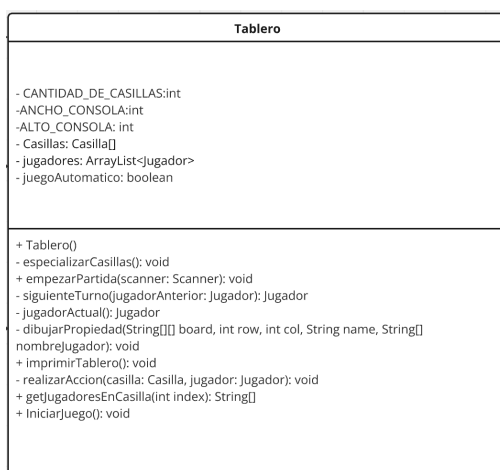 Tablero
- CANTIDAD_DE_CASILLAS:int
-ANCHO_CONSOLA:int
-ALTO_CONSOLA: int
- Casillas: Casilla[]
- jugadores: ArrayList<Jugador>
- juegoAutomatico: boolean
+ Tablero()
- especializarCasillas(): void
+ empezarPartida(scanner: Scanner): void
- siguienteTurno(jugadorAnterior: Jugador): Jugador
- jugadorActual(): Jugador
- dibujarPropiedad(String[][] board, int row, int col, String name, String[]
nombreJugador): void
+ imprimirTablero(): void
- realizarAccion(casilla: Casilla, jugador: Jugador): void
+ getJugadoresEnCasilla(int index): String[]
+ IniciarJuego(): void